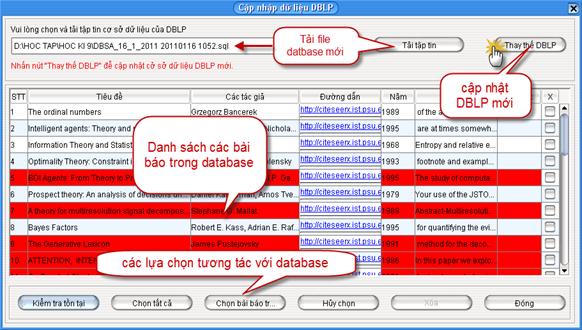 Cập nhập dữ liệu DBLP
Vui lòng chọn và tải tập tin cơ sở dữ liệu của DBLP
D:\HOC TAP\HOC KI 9\DBSA_16_1_2011 20110116 1052.sql
Tải file
datbase mới
Tải tập tin
Thay thế DBLP
Nhấn nút "Thay thế DBLP" để cập nhật cơ sở dữ liệu DBLP mới.
cập nhật
DBLP mới
STT Tiêu đề Các tác giả Đường dẫn Năm X
1 The ordinal numbers Grzegorz Bancerek http://citeseerx.ist.psu.e 1989 of the a
2 Intelligent agents: Theory and Nichola... http://citeseerx.ist.psu.e 1995 are at times somewh...
3 Information Theory and Statist http://citeseerx.ist.psu.e 1968 Entropy and relative e...
4 Optimality Theory: Constraint i olensky http://citeseerx.ist.psu.e 1993 footnote and exampl...
5 BDI Agents: From Theory to P P. Ge... http://citeseerx.ist.psu.e 1995 The study of computa...
6 Prospect theory: An analysis of decisions Daniel Kahneman, Amos Tve... http://citeseerx.ist.psu.e 1979 Your use of the JSTO...
7 A theory for multiresolution signal decompus... Stephane G. Mallat http://citeseerx.ist.psu.e 1989 Abstract-Multiresoluti...
8 Bayes Factors Robert E. Kass, Adrian E. Raf... http://citeseerx.ist.psu.e 1995 for quantifying the evi...
9 The Generative Lexicon James Pustejovsky http://citeseerx.ist.psu.e 1991 method for the deco...
10 ATTENTION, INTEN In this paper we explo...
Danh sách các bài
báo trong database
các lựa chọn tương tác với database
Kiểm tra tồn tại Chọn tất cả Chọn bài báo tr... Hủy chọn Xóa Đóng